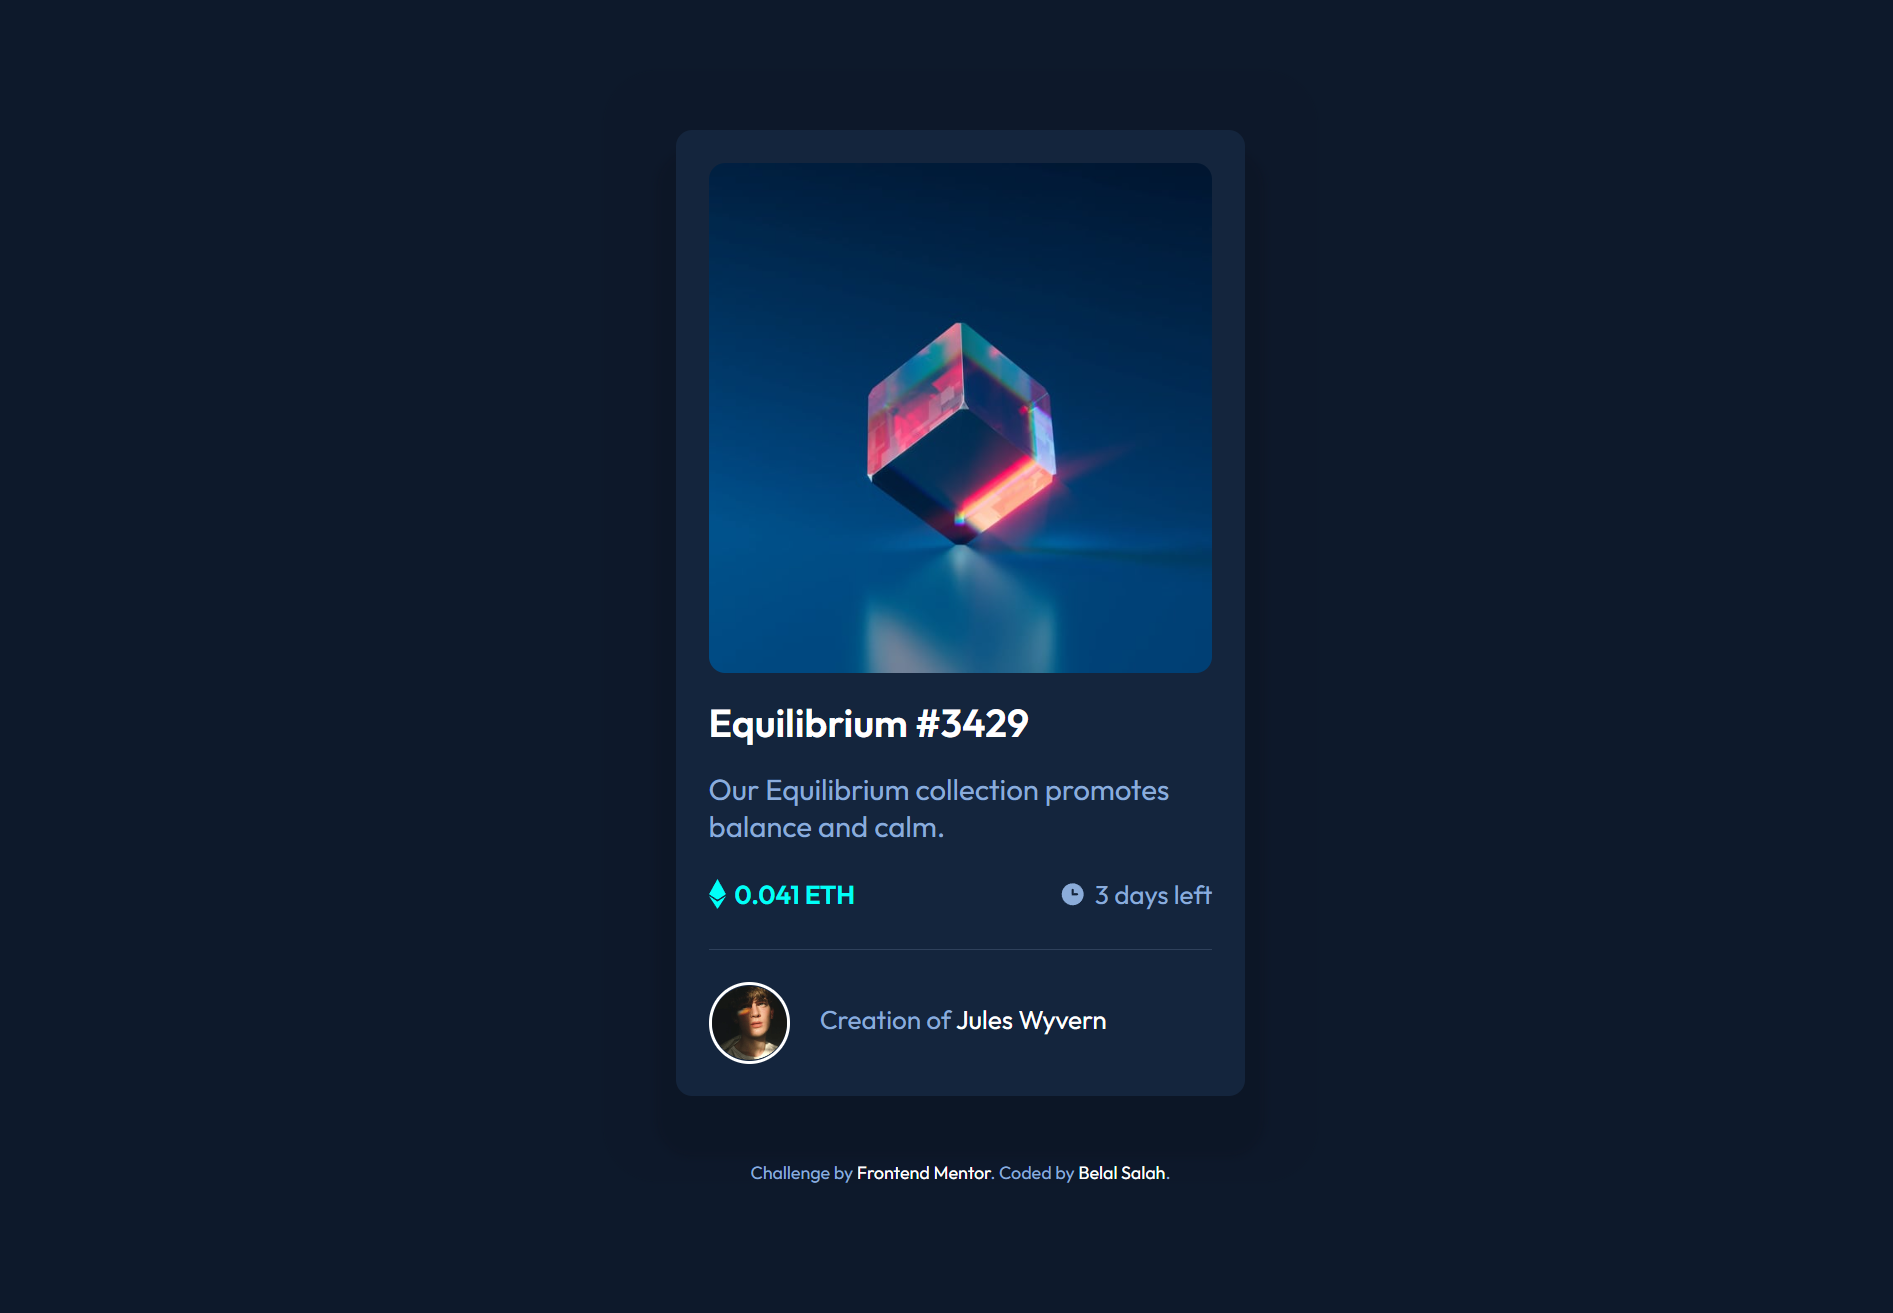 Equilibrium #3429
Our Equilibrium collection promotes
balance and calm.
0.041 ETH
3 days left
Creation of Jules Wyvern
Challenge by Frontend Mentor. Coded by Belal Salah.